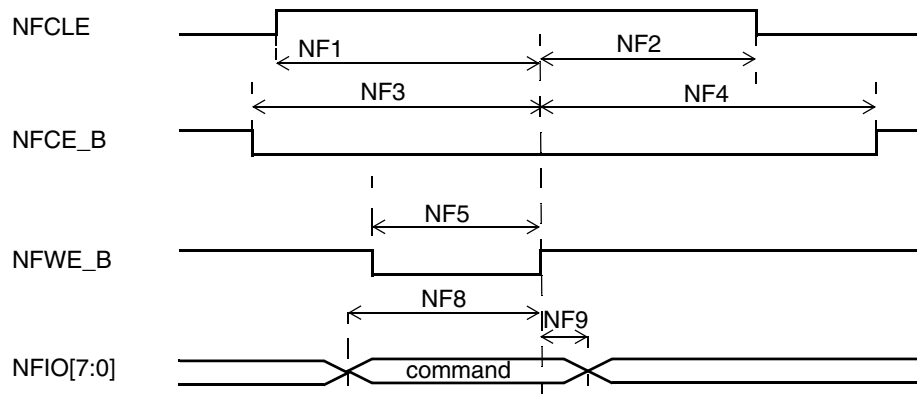 NFCLE
NF1
NF2
NF3
NF4
NFCE_B
NF5
NFWE_B
NF8
NF9
NFIO[7:0]
command